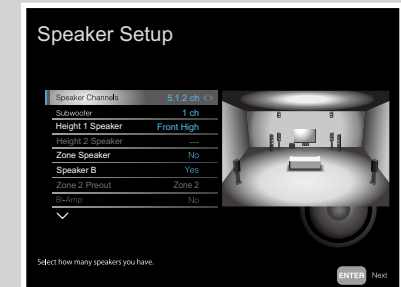 Speaker Setup
Speaker Channels 5.1.2 ch <>
Subwoofer 1 ch
Height 1 Speaker Front High
Height 2 Speaker ---
Zone Speaker No
Speaker B Yes
Zone 2 Preout Zone 2
Bi-Amp No
Select how many speakers you have.
ENTER Next